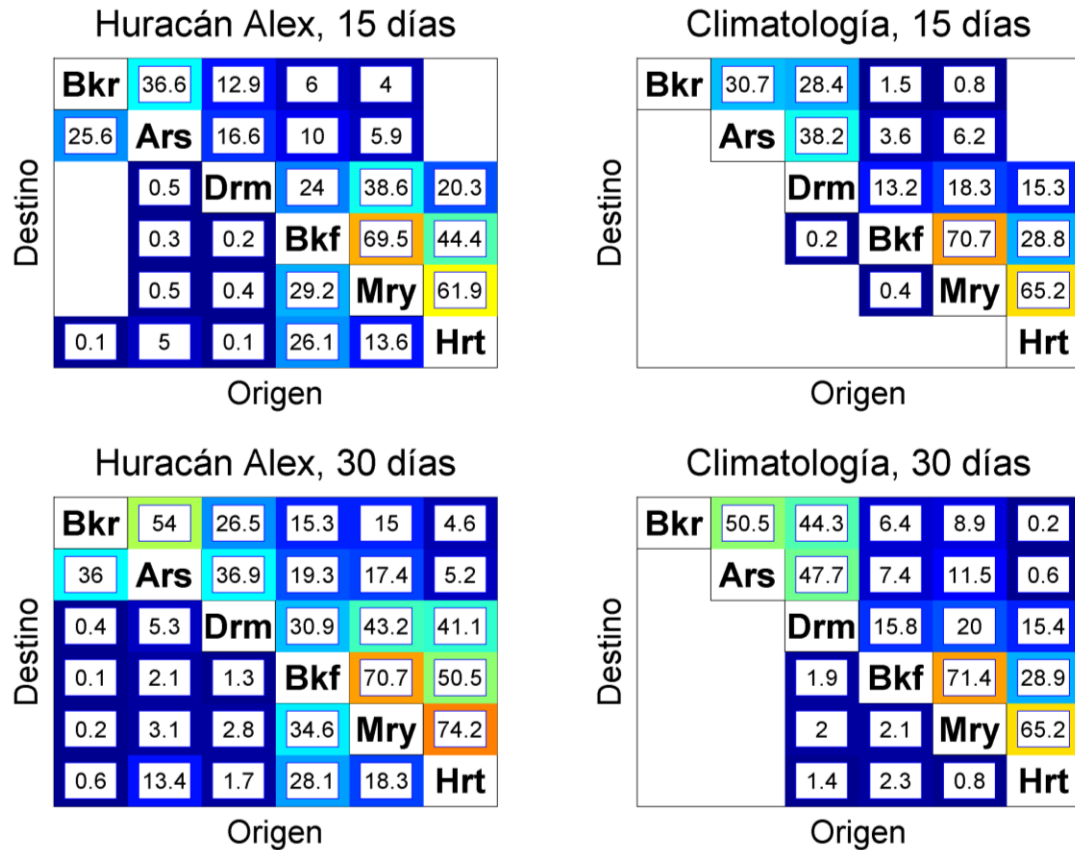 Huracán Alex, 15 días
Climatología, 15 días
Destino
Bkr 36.6 12.9 6 4
25.6 Ars 16.6 10 5.9
0.5 Drm 24 38.6 20.3
0.3 0.2 Bkf 69.5 44.4
0.5 0.4 29.2 Mry 61.9
0.1 5 0.1 26.1 13.6 Hrt
Origen
Destino
Bkr 30.7 28.4 1.5 0.8
Ars 38.2 3.6 6.2
Drm 13.2 18.3 15.3
0.2 Bkf 70.7 28.8
0.4 Mry 65.2
Hrt
Origen
Huracán Alex, 30 días
Climatología, 30 días
Destino
Bkr 54 26.5 15.3 15 4.6
36 Ars 36.9 19.3 17.4 5.2
0.4 5.3 Drm 30.9 43.2 41.1
0.1 2.1 1.3 Bkf 70.7 50.5
0.2 3.1 2.8 34.6 Mry 74.2
0.6 13.4 1.7 28.1 18.3 Hrt
Origen
Destino
Bkr 50.5 44.3 6.4 8.9 0.2
Ars 47.7 7.4 11.5 0.6
Drm 15.8 20 15.4
1.9 Bkf 71.4 28.9
2 2.1 Mry 65.2
1.4 2.3 0.8 Hrt
Origen